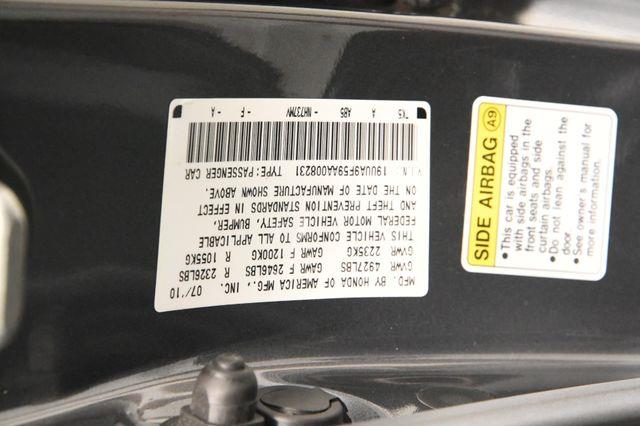 MFD. BY HONDA OF AMERICA MFG., INC. 07/10
GVWR 4927LBS GAWR F 2646LBS R 2326LBS
GVWR 2235KG GAWR F 1200KG R 1055KG
THIS VEHICLE CONFORMS TO ALL APPLICABLE
FEDERAL MOTOR VEHICLE SAFETY, BUMPER,
AND THEFT PREVENTION STANDARDS IN EFFECT
ON THE DATE OF MANUFACTURE SHOWN ABOVE.
V.I.N.: 19UUA9F59AA008231 TYPE: PASSENGER CAR
A A85 NH737MV -F -A
SIDE AIRBAG A9
• This car is equipped
with side airbags in the
front seats and side
curtain airbags.
• Do not lean against the
door.
• See owner's manual for
more information.